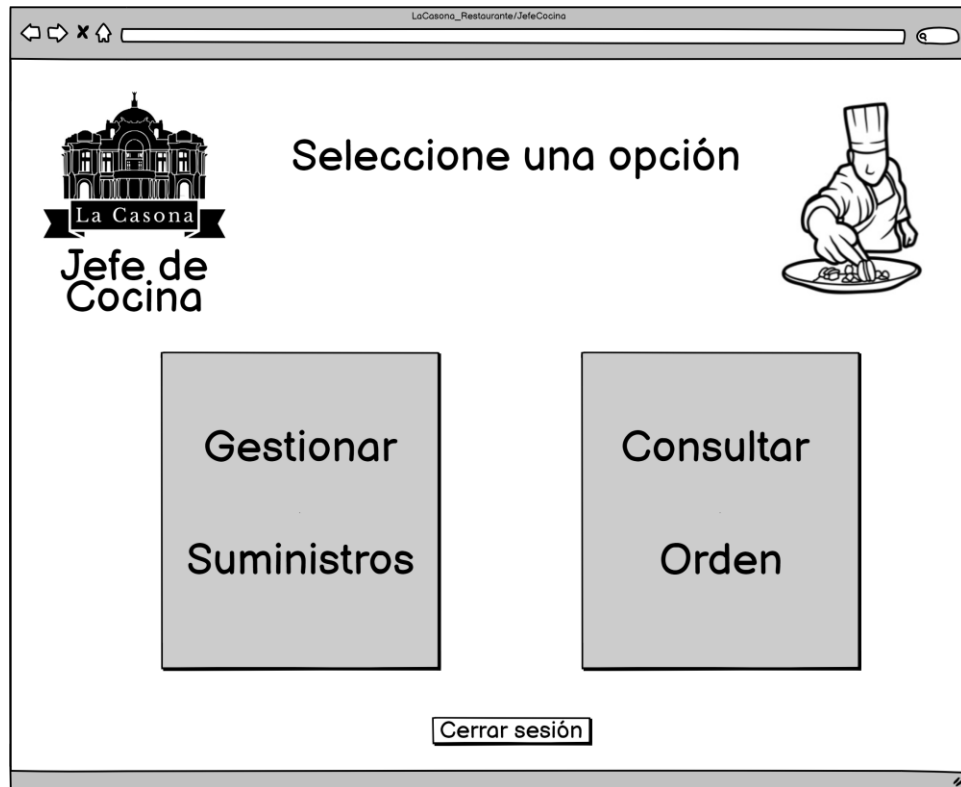 LaCasona_Restaurante/JefeCocina
Seleccione una opción
La Casona
Jefe de
Cocina
Gestionar
Suministros
Consultar
Orden
Cerrar sesión